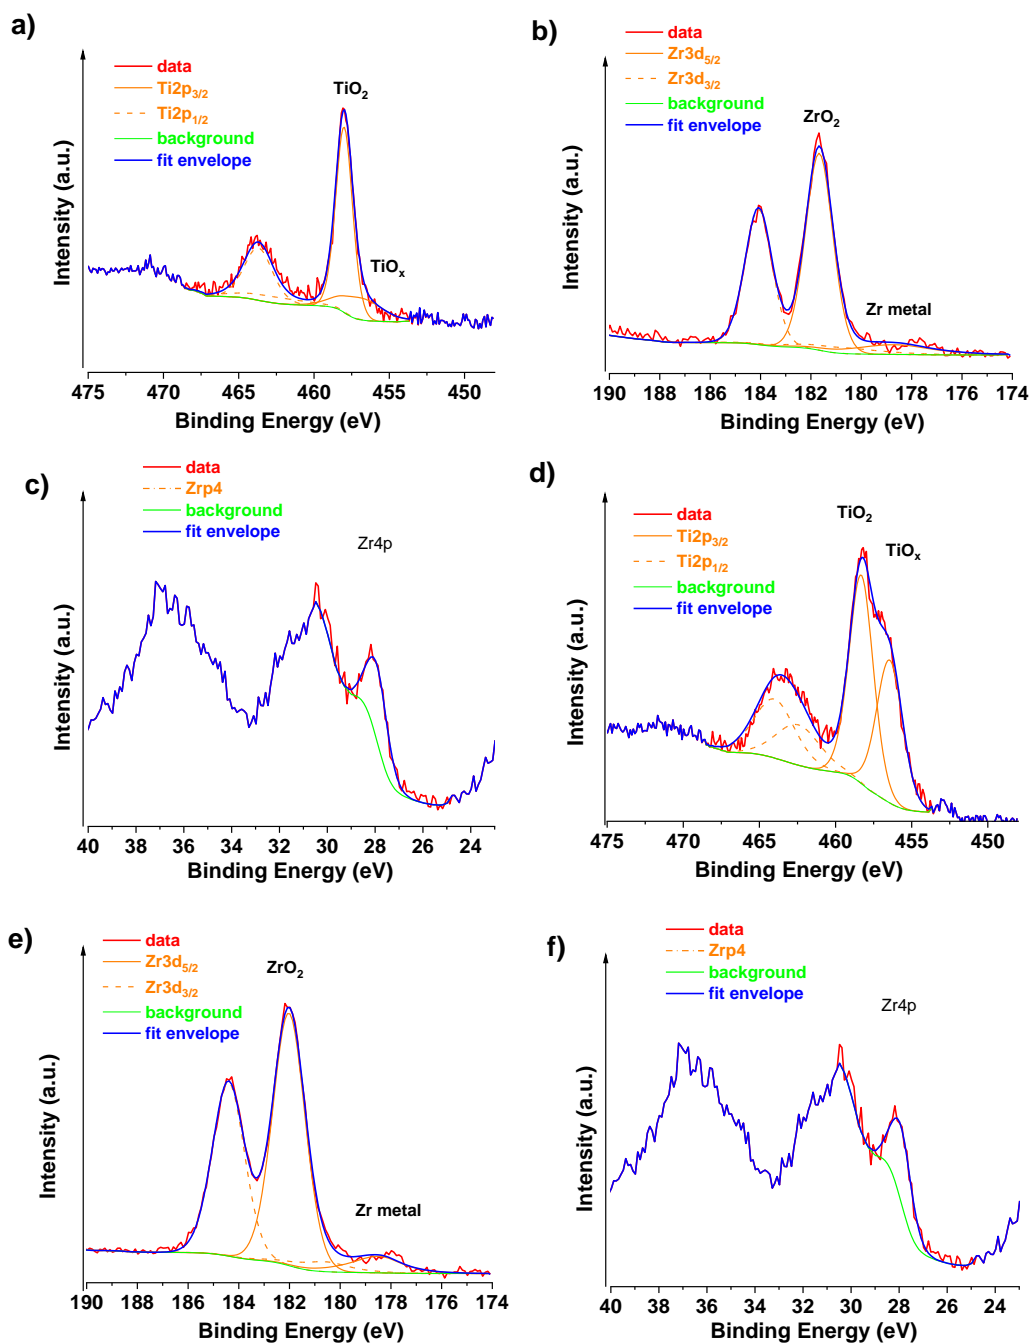 a)
data
Ti2p3/2
Ti2p1/2
background
fit envelope
TiO2
TiOx
Intensity (a.u.)
475 470 465 460 455 450
Binding Energy (eV)
b)
data
Zr3d5/2
Zr3d3/2
background
fit envelope
ZrO2
Zr metal
Intensity (a.u.)
190 188 186 184 182 180 178 176 174
Binding Energy (eV)
c)
data
Zrp4
background
fit envelope
Zr4p
Intensity (a.u.)
40 38 36 34 32 30 28 26 24
Binding Energy (eV)
d)
data
Ti2p3/2
Ti2p1/2
background
fit envelope
TiO2
TiOx
Intensity (a.u.)
475 470 465 460 455 450
Binding Energy (eV)
e)
data
Zr3d5/2
Zr3d3/2
background
fit envelope
ZrO2
Zr metal
Intensity (a.u.)
190 188 186 184 182 180 178 176 174
Binding Energy (eV)
f)
data
Zrp4
background
fit envelope
Zr4p
Intensity (a.u.)
40 38 36 34 32 30 28 26 24
Binding Energy (eV)